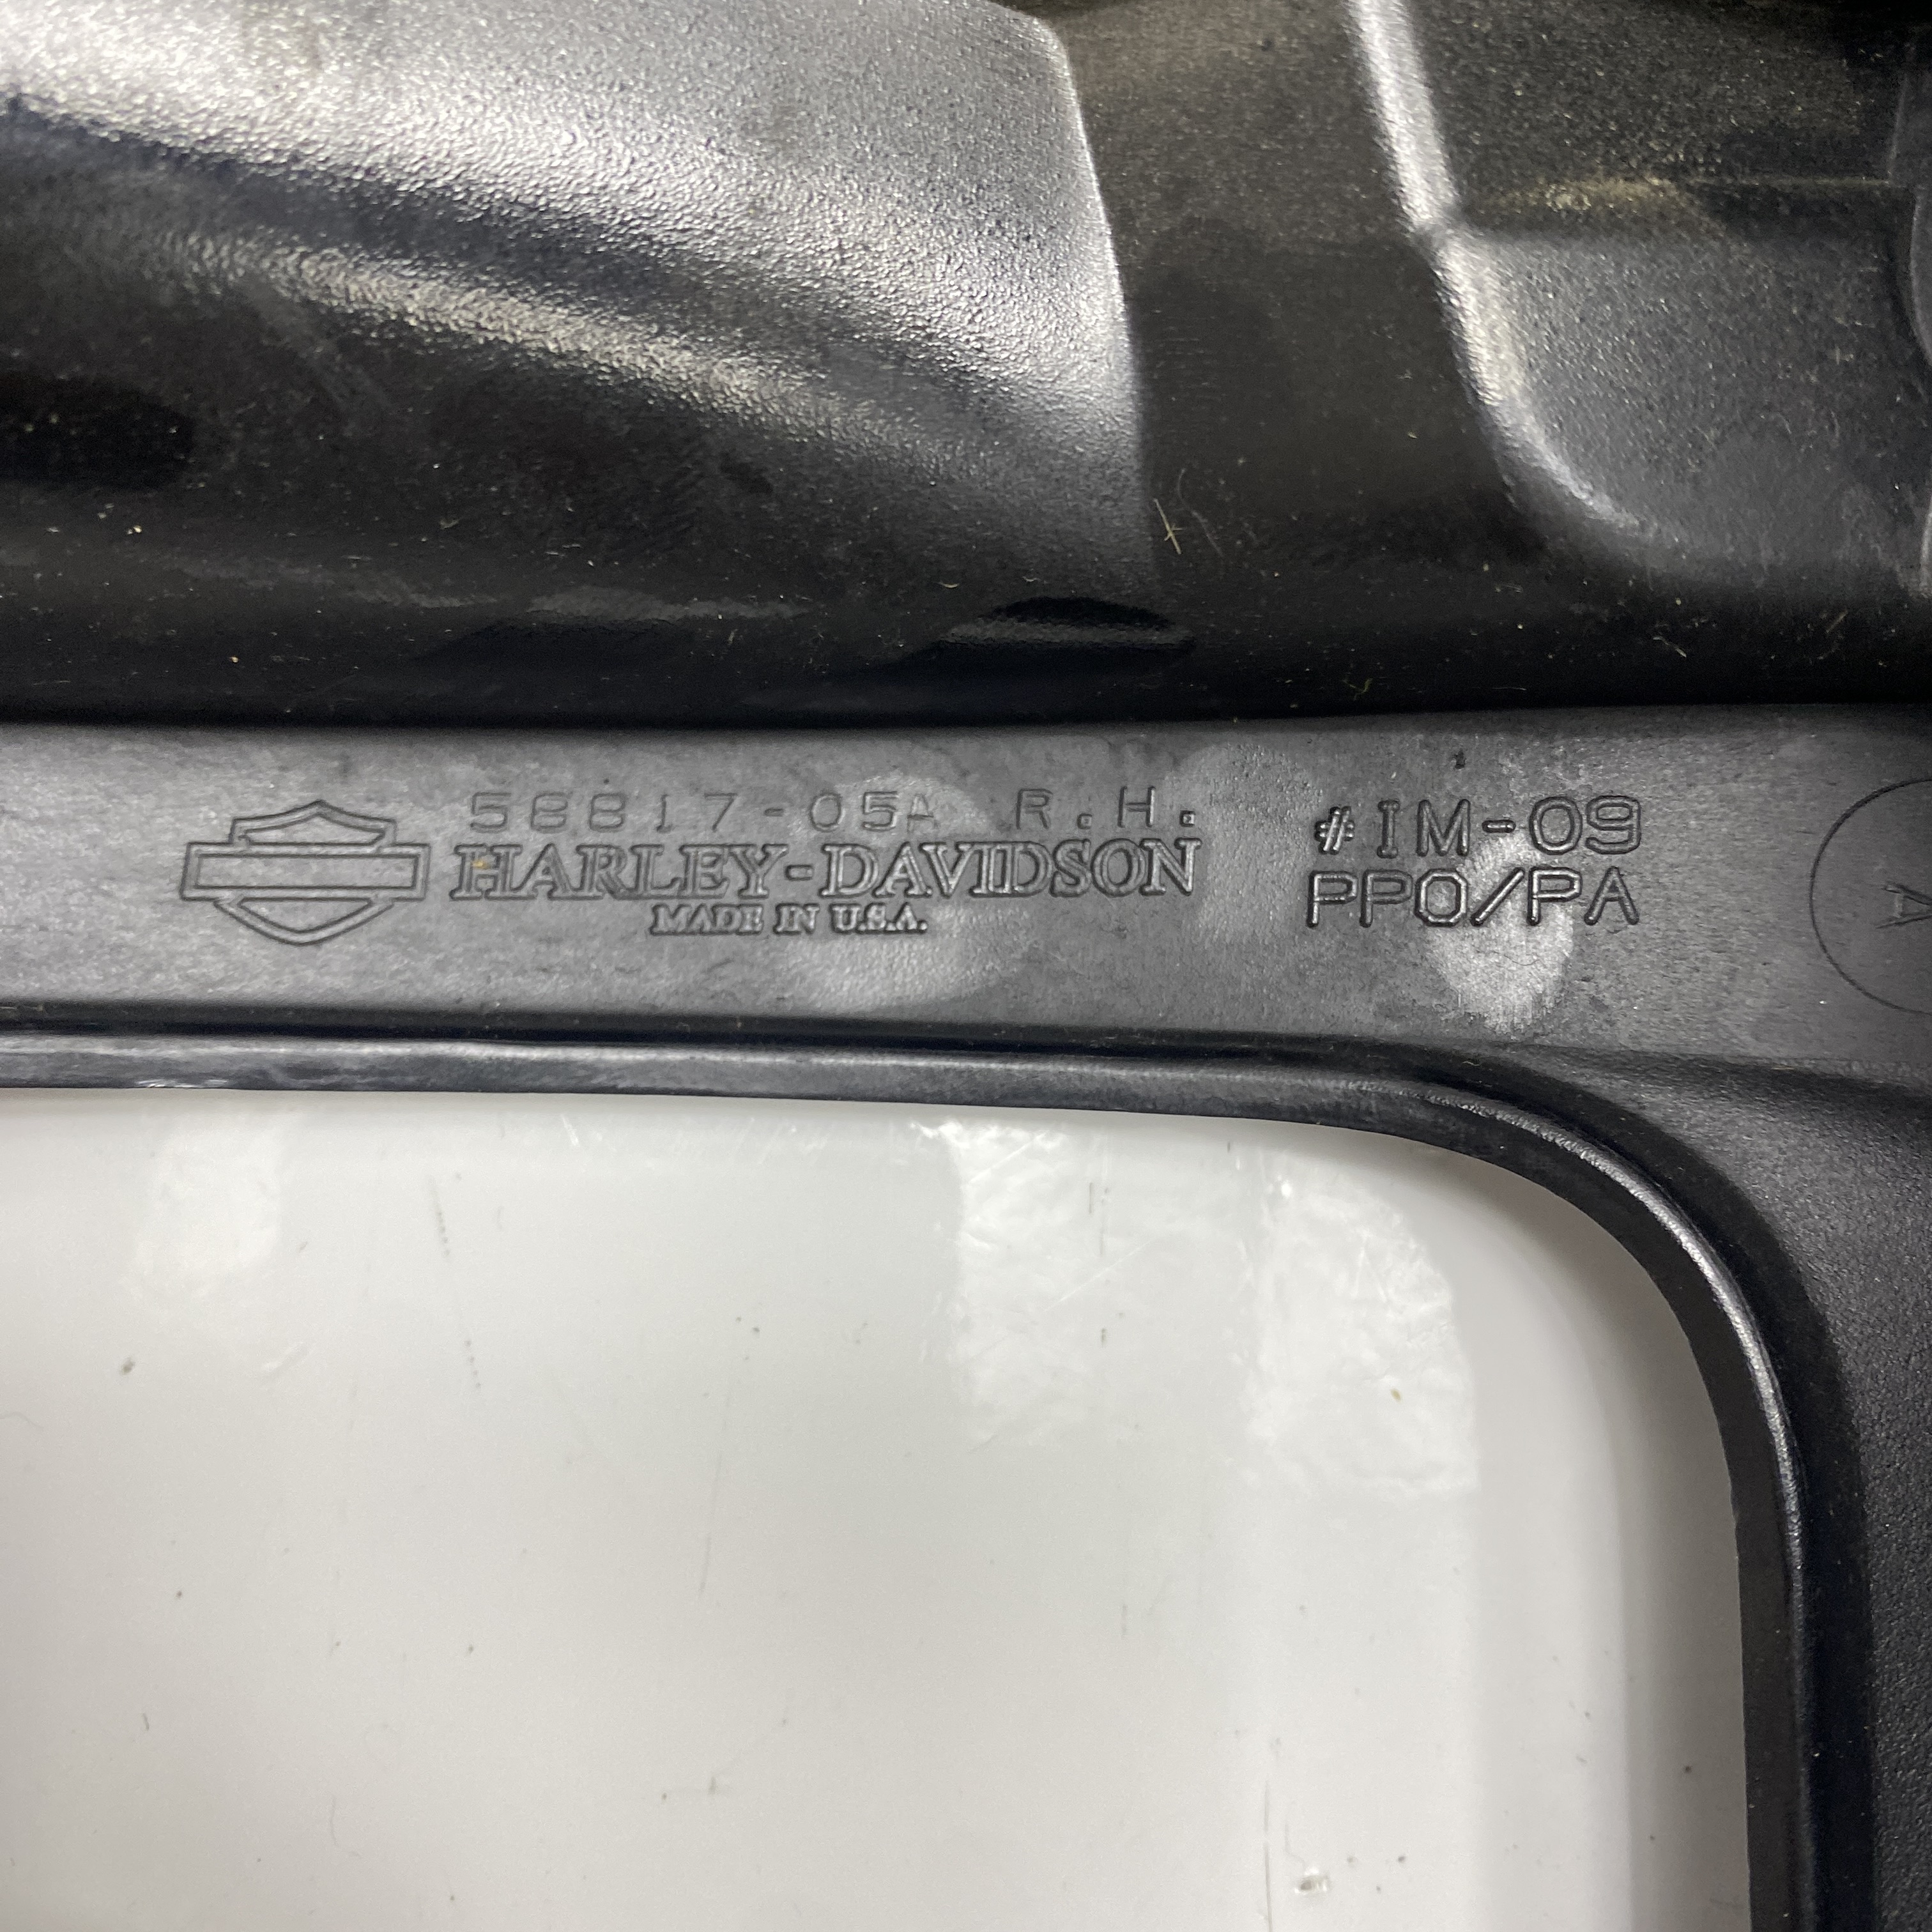 58817-05A R.H.
HARLEY-DAVIDSON
MADE IN U.S.A.
#IM-09
PPO/PA
A